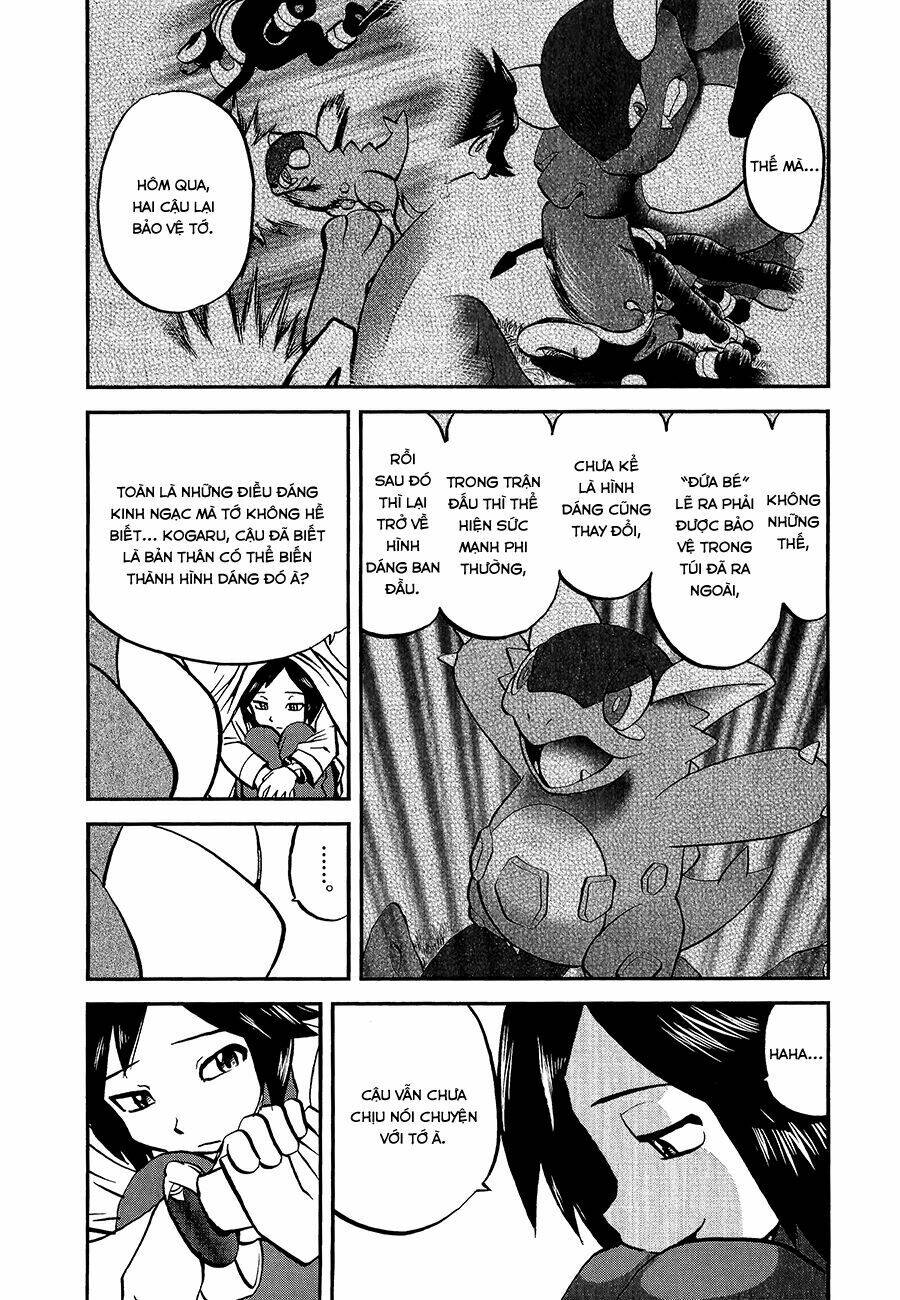 THẾ MÀ...
HÔM QUA,
HAI CẬU LẠI
BẢO VỆ TỚ.
KHÔNG
NHỮNG
THẾ,
“ĐỨA BÉ”
LẼ RA PHẢI
ĐƯỢC BẢO
VỆ TRONG
TÚI ĐÃ RA
NGOÀI,
CHƯA KỂ
LÀ HÌNH
DÁNG CŨNG
THAY ĐỔI,
TRONG TRẬN
ĐẤU THÌ THỂ
HIỆN SỨC
MẠNH PHI
THƯỜNG,
RỒI
SAU ĐÓ
THÌ LẠI
TRỞ VỀ
HÌNH
DÁNG BAN
ĐẦU.
TOÀN LÀ NHỮNG ĐIỀU ĐÁNG
KINH NGẠC MÀ TỚ KHÔNG HỀ
BIẾT... KOGARU, CẬU ĐÃ BIẾT
LÀ BẢN THÂN CÓ THỂ BIẾN
THÀNH HÌNH DÁNG ĐÓ À?
......。
HAHA...
CẬU VẪN CHƯA
CHỊU NÓI CHUYỆN
VỚI TỚ À.